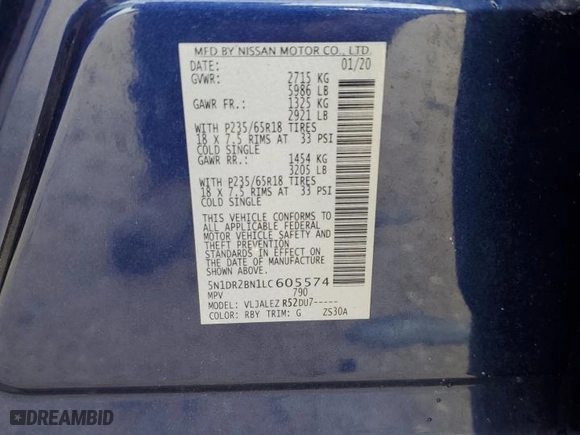 MFD BY NISSAN MOTOR CO., LTD.
DATE: 01/20
GVWR: 2715 KG
5986 LB
GAWR FR.: 1325 KG
2921 LB
WITH P235/65R18 TIRES
18 X 7.5 RIMS AT 33 PSI
COLD SINGLE
GAWR RR.: 1454 KG
3205 LB
WITH P235/65R18 TIRES
18 X 7.5 RIMS AT 33 PSI
COLD SINGLE
THIS VEHICLE CONFORMS TO
ALL APPLICABLE FEDERAL
MOTOR VEHICLE SAFETY AND
THEFT PREVENTION
STANDARDS IN EFFECT ON
THE DATE OF MANUFACTURE
SHOWN ABOVE.
5N1DR2BN1LC605574
MPV 790
MODEL: VLJALEZ R52DU7-----
COLOR: RBY TRIM: G ZS30A
DREAMBID